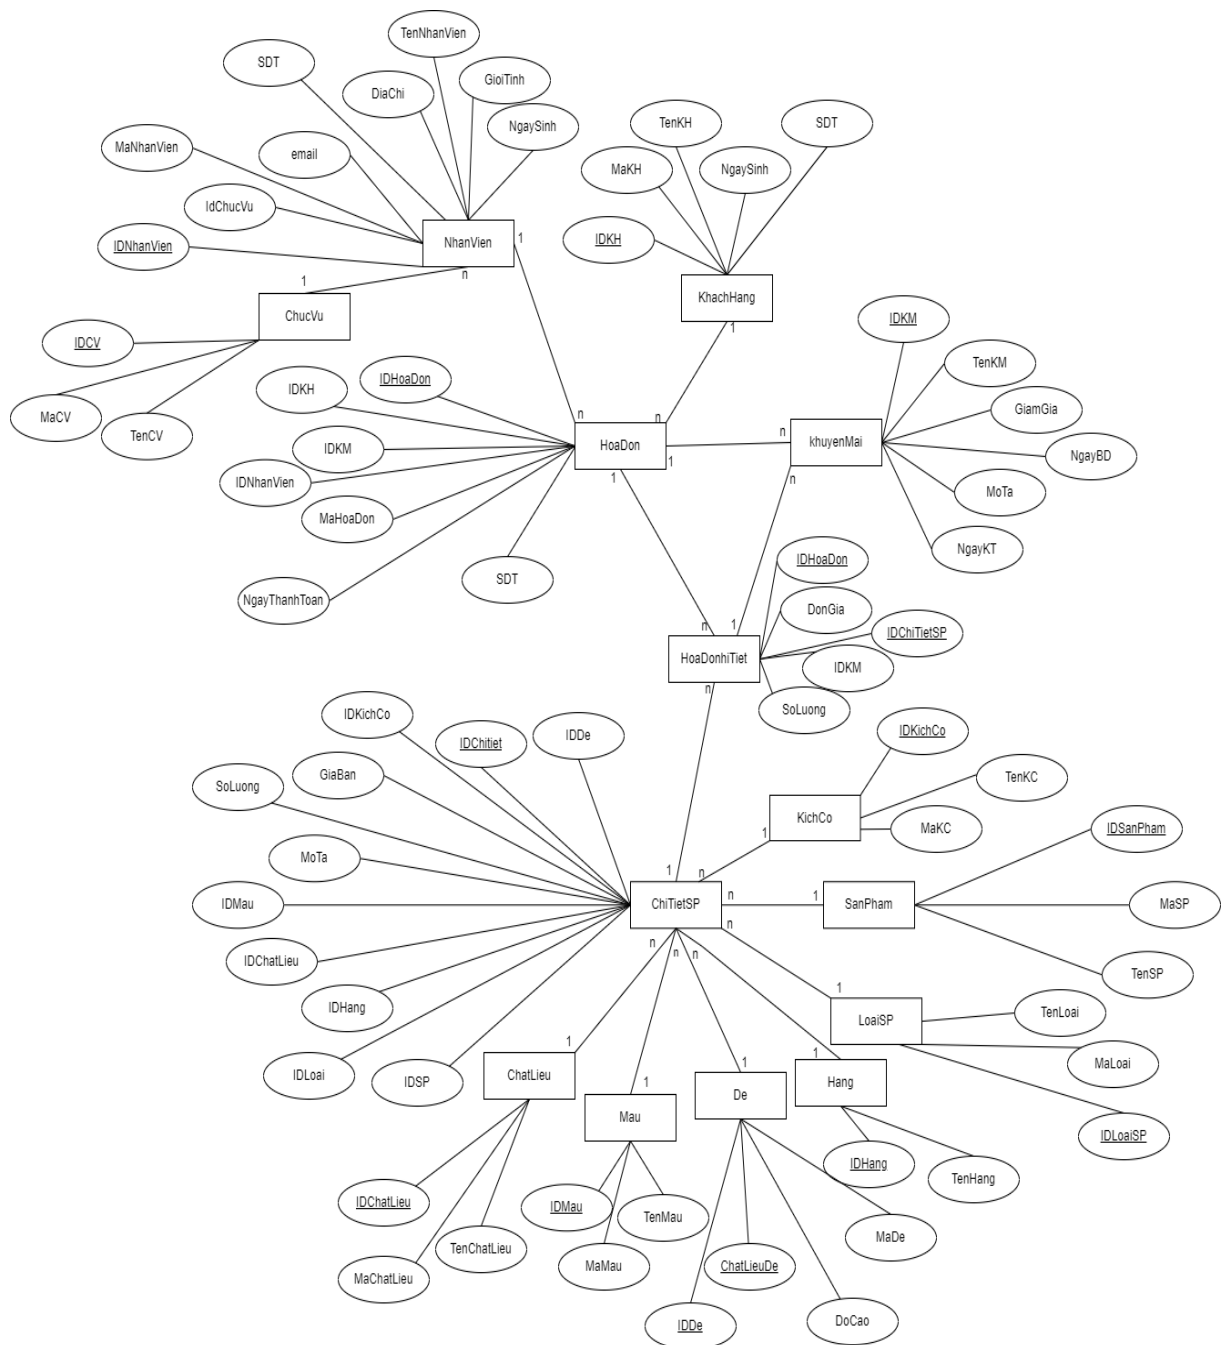 TenNhanVien
SDT
GioiTinh
DiaChi
NgaySinh
MaNhanVien
email
IdChucVu
IDNhanVien
NhanVien
1
n
TenKH
SDT
MaKH
NgaySinh
IDKH
KhachHang
1
1
ChucVu
IDCV
MaCV
TenCV
IDKM
TenKM
GiamGia
NgayBD
MoTa
NgayKT
IDHoaDon
IDKH
IDKM
IDNhanVien
MaHoaDon
NgayThanhToan
SDT
n
n
HoaDon
1
1
n
khuyenMai
n
IDHoaDon
DonGia
IDChiTietSP
IDKM
SoLuong
n
1
HoaDonhiTiet
n
IDKichCo
IDChitiet
IDDe
GiaBan
SoLuong
MoTa
IDMau
IDChatLieu
IDHang
IDLoai
IDSP
IDKichCo
TenKC
MaKC
KichCo
1
IDSanPham
MaSP
TenSP
1
n
ChiTietSP
n
1
SanPham
n
n
n
n
1
LoaiSP
TenLoai
MaLoai
IDLoaiSP
1
ChatLieu
1
Mau
1
De
1
Hang
IDHang
TenHang
IDChatLieu
MaChatLieu
TenChatLieu
IDMau
MaMau
TenMau
ChatLieuDe
IDDe
MaDe
DoCao